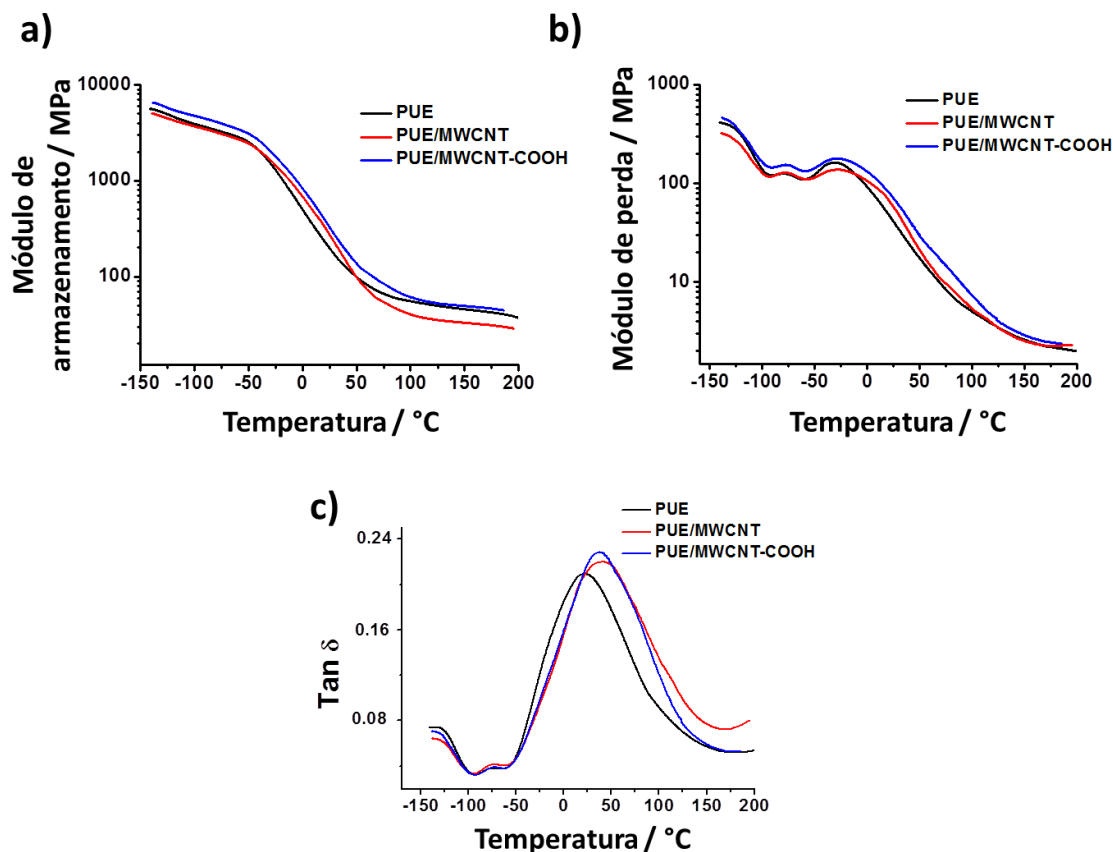 a)
Módulo de
armazenamento / MPa
10000
1000
100
PUE
PUE/MWCNT
PUE/MWCNT-COOH
-150 -100 -50 0 50 100 150 200
Temperatura / °C
b)
Módulo de perda / MPa
1000
100
10
PUE
PUE/MWCNT
PUE/MWCNT-COOH
-150 -100 -50 0 50 100 150 200
Temperatura / °C
c)
Tan δ
0.24
0.16
0.08
PUE
PUE/MWCNT
PUE/MWCNT-COOH
-150 -100 -50 0 50 100 150 200
Temperatura / °C